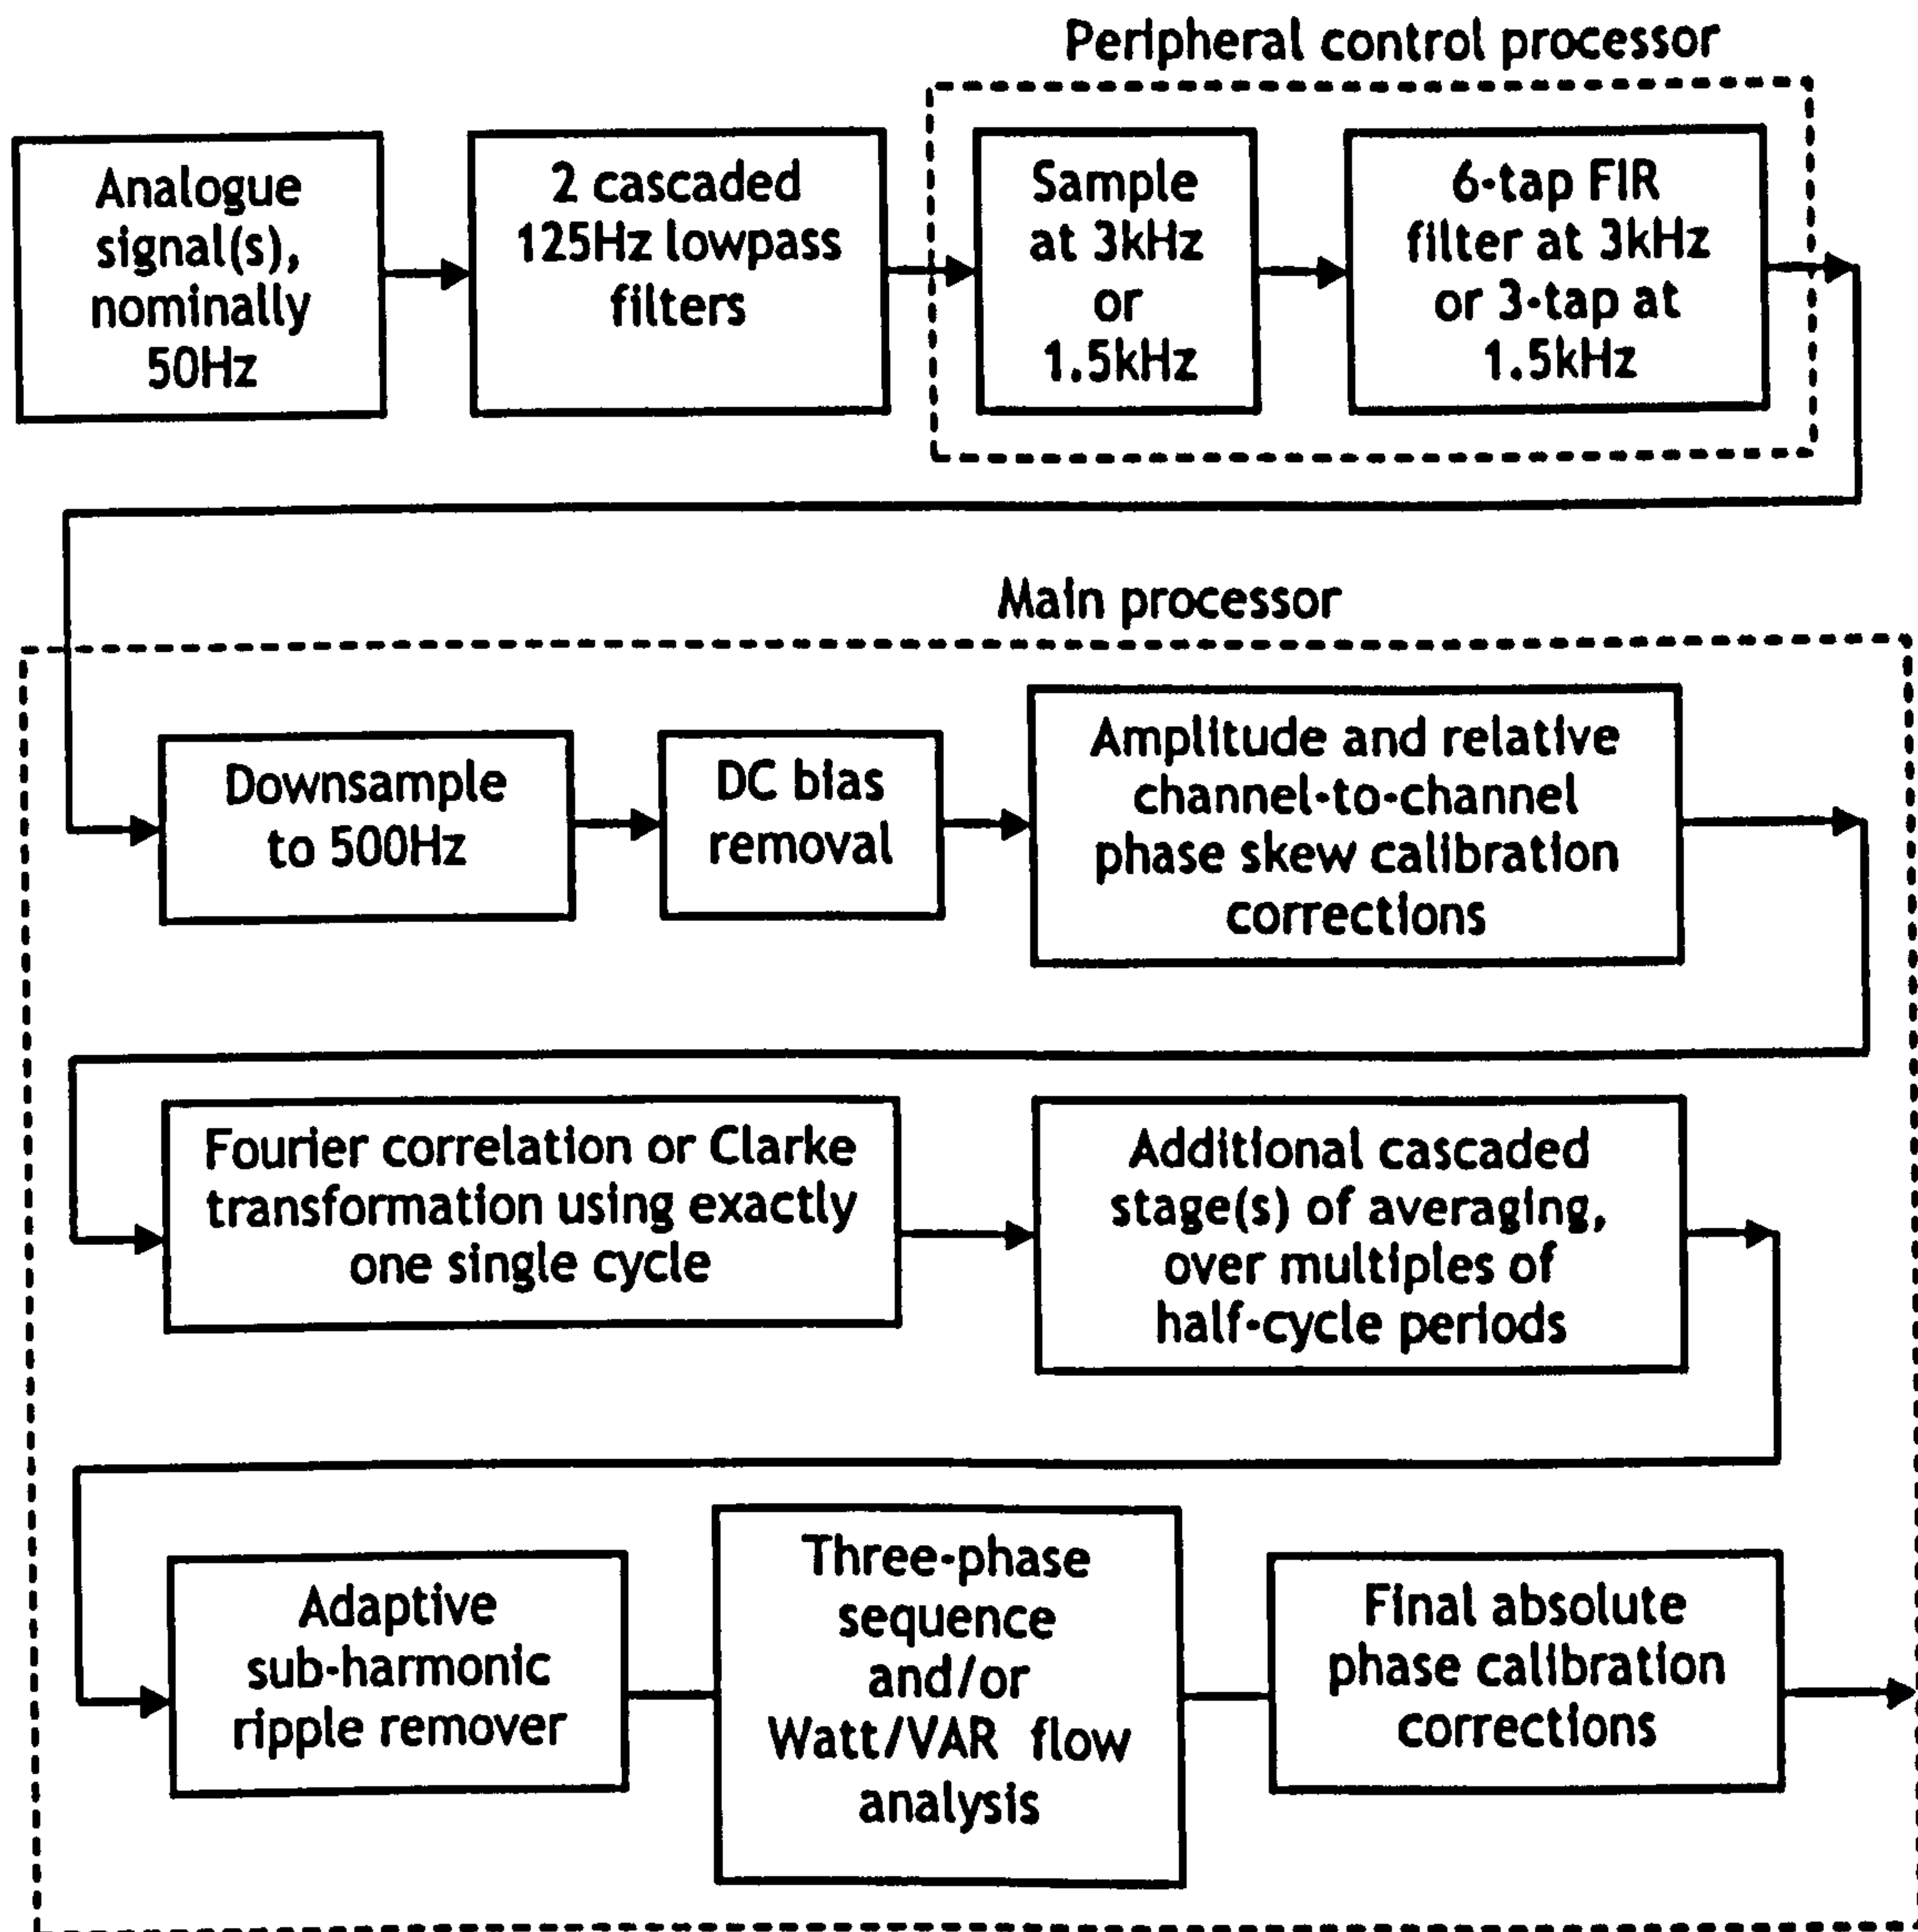 Peripheral control processor
Analogue
signal(s),
nominally
50Hz
2 cascaded
125Hz lowpass
filters
Sample
at 3kHz
or
1.5kHz
6-tap FIR
filter at 3kHz
or 3-tap at
1.5kHz
Main processor
Downsample
to 500Hz
DC bias
removal
Amplitude and relative
channel-to-channel
phase skew calibration
corrections
Fourier correlation or Clarke
transformation using exactly
one single cycle
Additional cascaded
stage(s) of averaging,
over multiples of
half-cycle periods
Adaptive
sub-harmonic
ripple remover
Three-phase
sequence
and/or
Watt/VAR flow
analysis
Final absolute
phase calibration
corrections